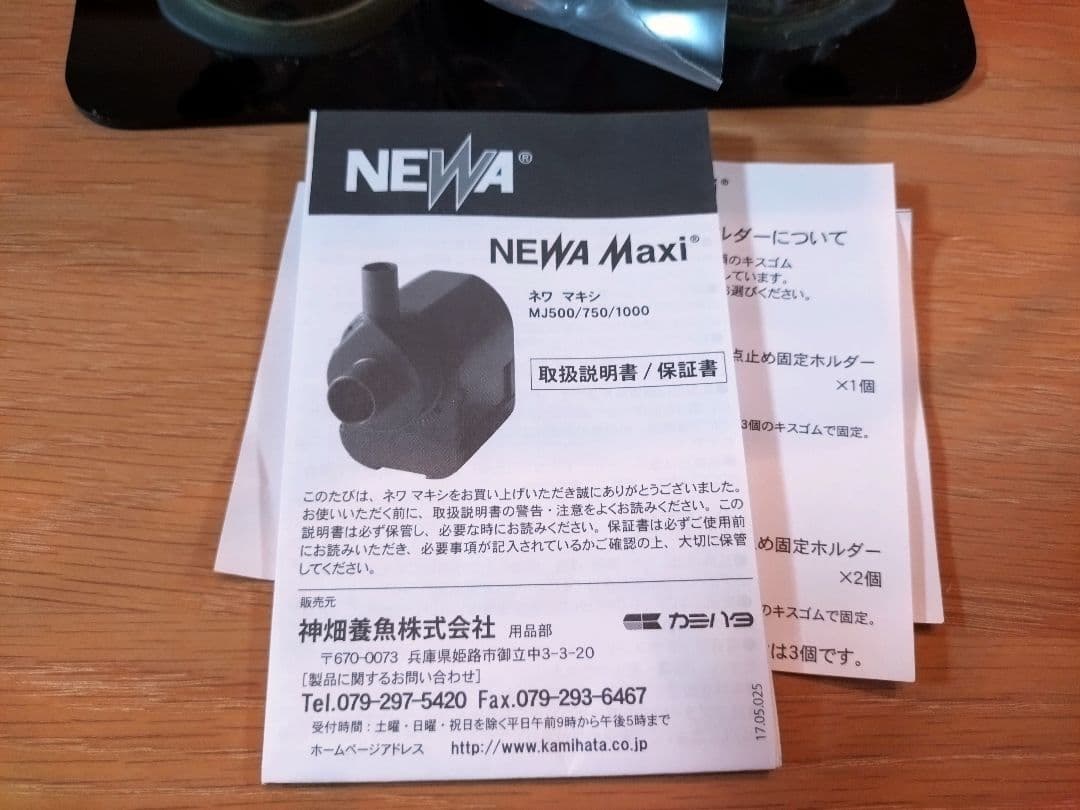 NEWA®
NEWA Maxi®
ネワ マキシ
MJ500/750/1000
取扱説明書/保証書
このたびは、ネワ マキシをお買い上げいただき誠にありがとうございました。
お使いいただく前に、取扱説明書の警告・注意をよくお読みください。この
説明書は必ず保管し、必要な時にお読みください。保証書は必ずご使用前
にお読みいただき、必要事項が記入されているかご確認の上、大切に保管
してください。
販売元
神畑養魚株式会社 用品部
カミハタ
〒670-0073 兵庫県姫路市御立中3-3-20
[製品に関するお問い合わせ]
Tel.079-297-5420 Fax.079-293-6467
受付時間：土曜・日曜・祝日を除く平日午前9時から午後5時まで
ホームページアドレス http://www.kamihata.co.jp
17.05.025
ルダーについて
のキスゴム
しています。
選びください。
点止め固定ホルダー
×1個
3個のキスゴムで固定。
め固定ホルダー
×2個
のキスゴムで固定。
は3個です。